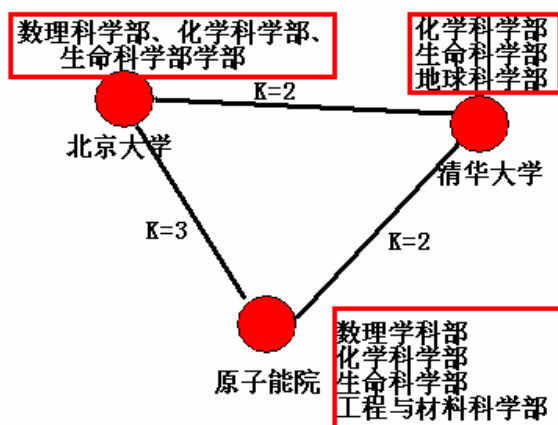 数理科学部、化学科学部、
生命科学部学部
化学科学部
生命科学部
地球科学部
K=2
北京大学
清华大学
K=3
K=2
数理学科部
化学科学部
生命科学部
工程与材料科学部
原子能院